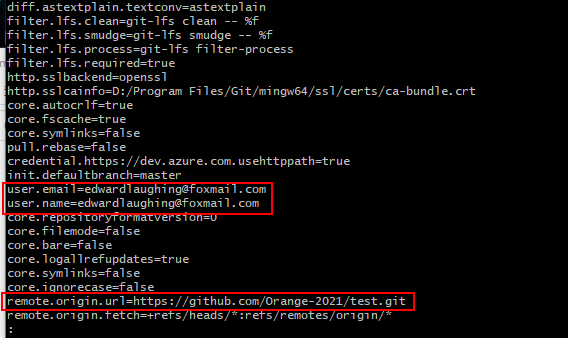 diff.astextplain.textconv=astextplain
filter.lfs.clean=git-lfs clean -- %f
filter.lfs.smudge=git-lfs smudge -- %f
filter.lfs.process=git-lfs filter-process
filter.lfs.required=true
http.sslbackend=openssl
http.sslcainfo=D:/Program Files/Git/mingw64/ssl/certs/ca-bundle.crt
core.autocrlf=true
core.fscache=true
core.symlinks=false
pull.rebase=false
credential.https://dev.azure.com.usehttppath=true
init.defaultbranch=master
user.email=edwardlaughing@foxmail.com
user.name=edwardlaughing@foxmail.com
core.repositoryformatversion=0
core.filemode=false
core.bare=false
core.logallrefupdates=true
core.symlinks=false
core.ignorecase=false
remote.origin.url=https://github.com/Orange-2021/test.git
remote.origin.fetch=+refs/heads/*:refs/remotes/origin/*
: